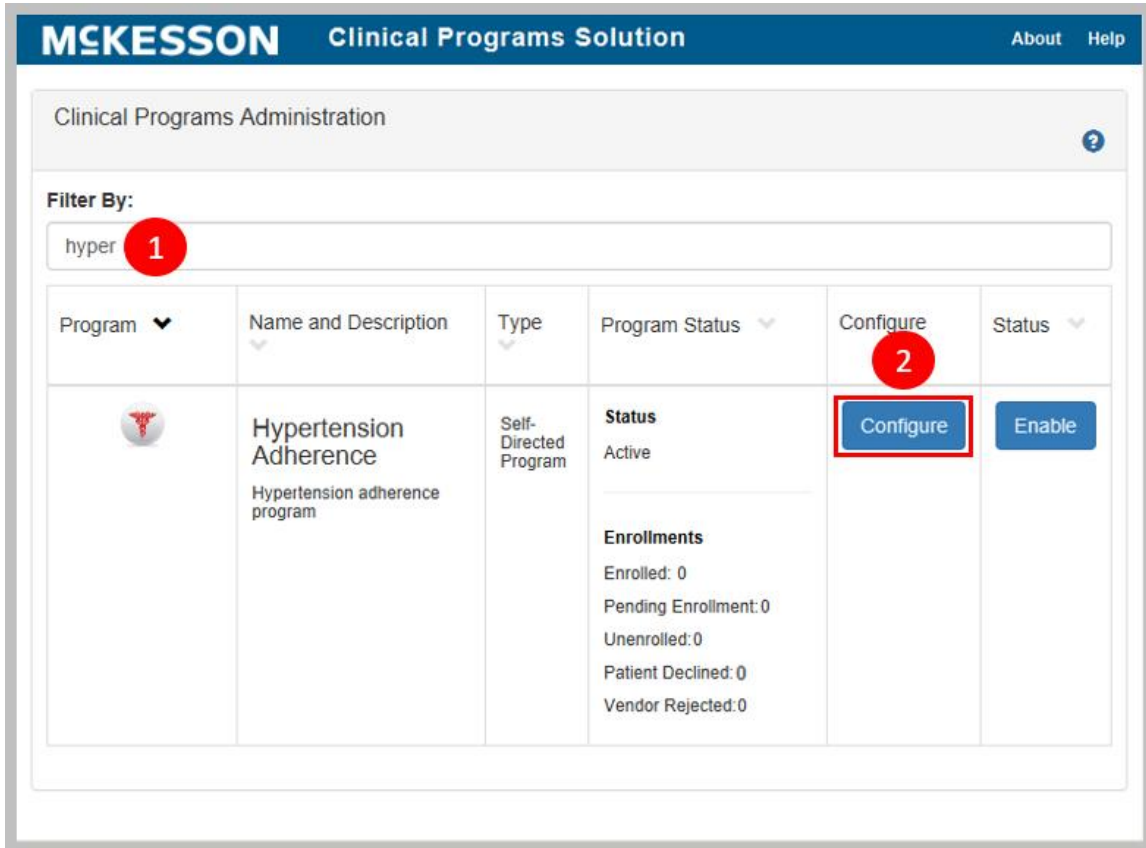 MCKESSON Clinical Programs Solution About Help
Clinical Programs Administration
?
Filter By:
hyper 1
Program Name and Description Type Program Status Configure Status
2
Hypertension
Adherence
Hypertension adherence
program
Self-
Directed
Program
Status
Active
Enrollments
Enrolled: 0
Pending Enrollment:0
Unenrolled:0
Patient Declined:0
Vendor Rejected:0
Configure
Enable